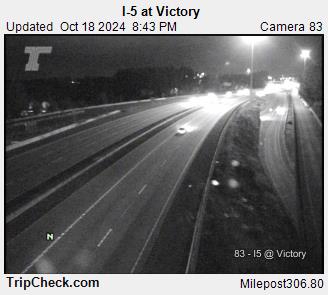 I-5 at Victory
Updated Oct 18 2024 8:43 PM Camera 83
T
N
83 - I5 @ Victory
TripCheck.com Milepost306.80